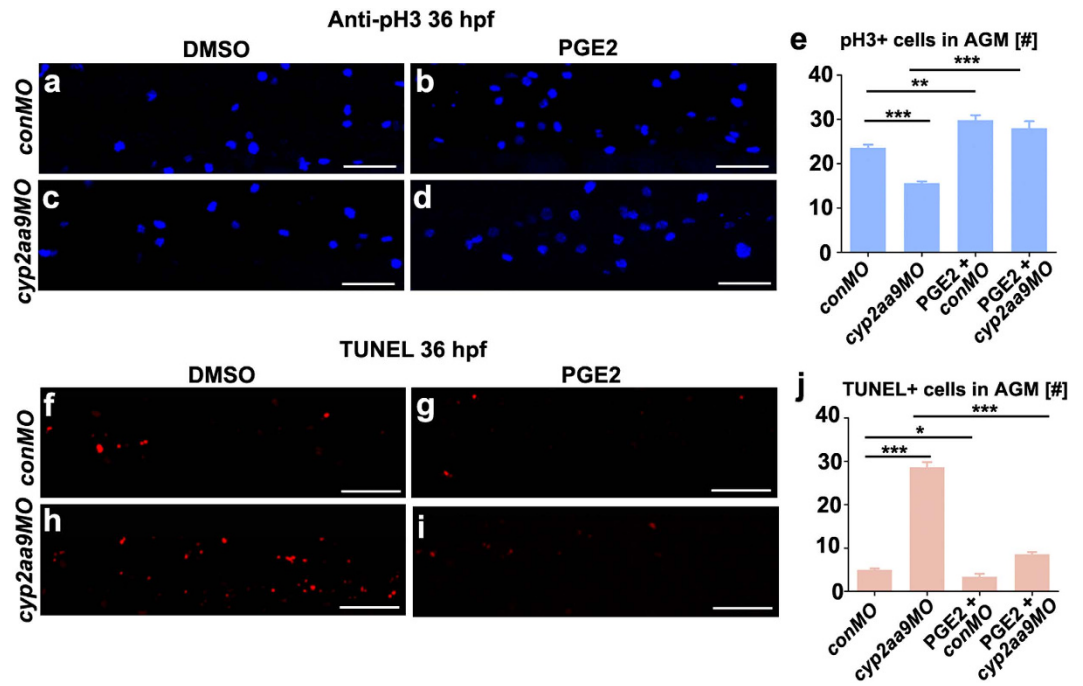 Anti-pH3 36 hpf
DMSO
PGE2
conMO
a
b
cyp2aa9MO
c
d
e
pH3+ cells in AGM [#]
40
30
20
10
0
***
**
***
conMO
cyp2aa9MO
PGE2 +
conMO
PGE2 +
cyp2aa9MO
TUNEL 36 hpf
DMSO
PGE2
conMO
f
g
cyp2aa9MO
h
i
j
TUNEL+ cells in AGM [#]
40
30
20
10
0
***
*
***
conMO
cyp2aa9MO
PGE2 +
conMO
PGE2 +
cyp2aa9MO